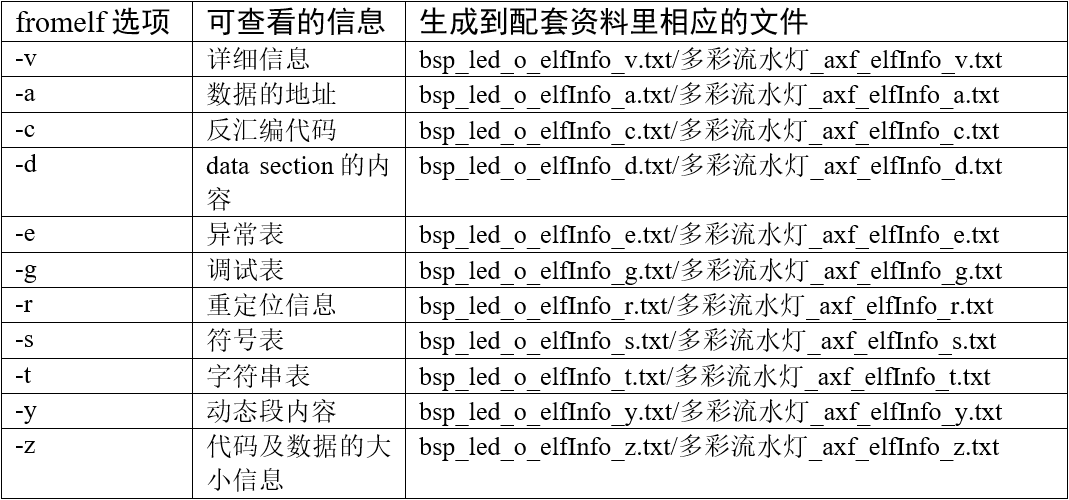 fromelf 选项 可查看的信息 生成到配套资料里相应的文件
-v 详细信息 bsp_led_o_elfInfo_v.txt/多彩流水灯_axf_elfInfo_v.txt
-a 数据的地址 bsp_led_o_elfInfo_a.txt/多彩流水灯_axf_elfInfo_a.txt
-c 反汇编代码 bsp_led_o_elfInfo_c.txt/多彩流水灯_axf_elfInfo_c.txt
-d data section 的内 bsp_led_o_elfInfo_d.txt/多彩流水灯_axf_elfInfo_d.txt
容
-e 异常表 bsp_led_o_elfInfo_e.txt/多彩流水灯_axf_elfInfo_e.txt
-g 调试表 bsp_led_o_elfInfo_g.txt/多彩流水灯_axf_elfInfo_g.txt
-r 重定位信息 bsp_led_o_elfInfo_r.txt/多彩流水灯_axf_elfInfo_r.txt
-s 符号表 bsp_led_o_elfInfo_s.txt/多彩流水灯_axf_elfInfo_s.txt
-t 字符串表 bsp_led_o_elfInfo_t.txt/多彩流水灯_axf_elfInfo_t.txt
-y 动态段内容 bsp_led_o_elfInfo_y.txt/多彩流水灯_axf_elfInfo_y.txt
-z 代码及数据的大 bsp_led_o_elfInfo_z.txt/多彩流水灯_axf_elfInfo_z.txt
小信息